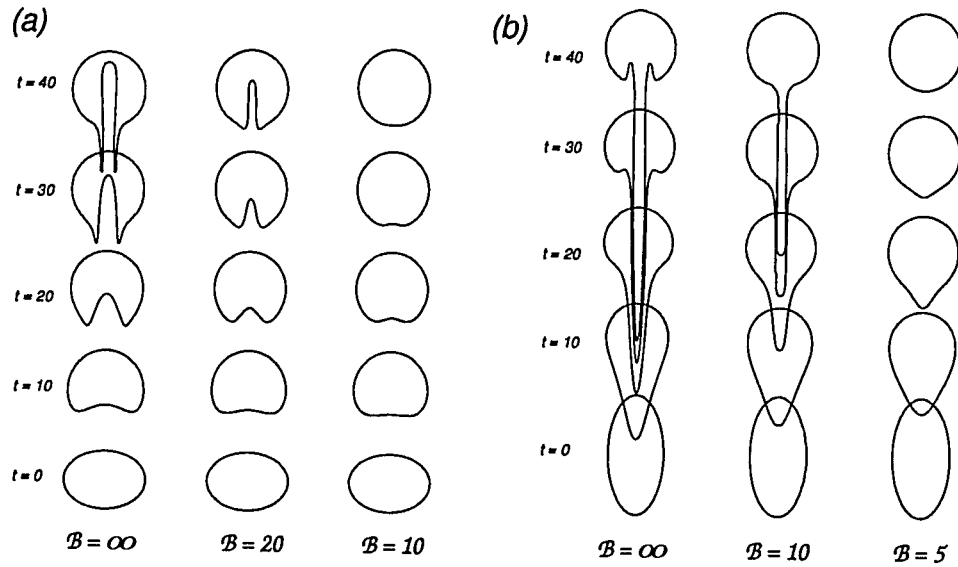 (a)
t = 40
t = 30
t = 20
t = 10
t = 0
ℬ = ∞ ℬ = 20 ℬ = 10
(b)
t = 40
t = 30
t = 20
t = 10
t = 0
ℬ = ∞ ℬ = 10 ℬ = 5